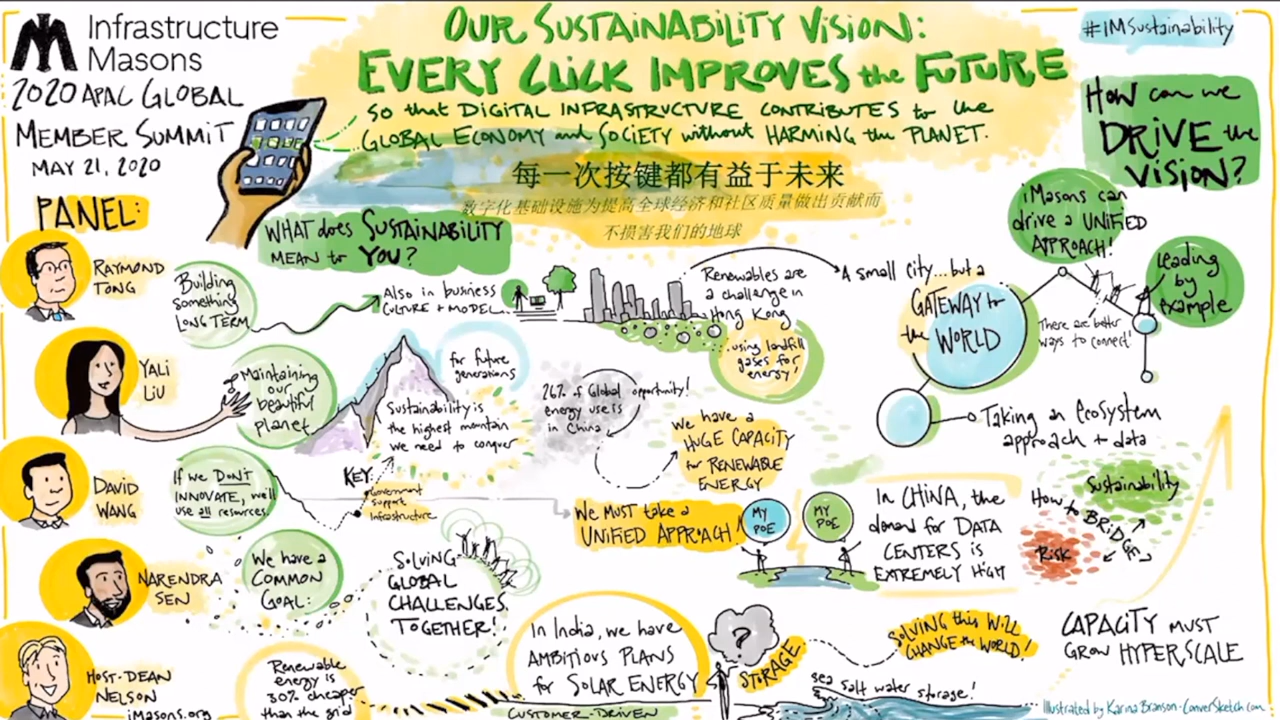 Infrastructure
Masons
2020 APAC GLOBAL
MEMBER SUMMIT
MAY 21, 2020
OUR SUSTAINABILITY VISION:
EVERY CLICK IMPROVES the FUTURE
SO that DIGITAL INFRASTRUCTURE CONTRIBUTES to the
GLOBAL ECONOMY and SOCIETY without HARMING the PLANET.
每一次按键都有益于未来
数字化基础设施为提高全球经济和社区质量做出贡献而
不损害我们的地球
#IMSustainability
How can we
DRIVE the
VISION?
iMasons can
drive a UNIFIED
APPROACH!
Leading
by
example
There are better
ways to connect!
PANEL:
WHAT does SUSTAINABILITY
MEAN to YOU?
RAYMOND
TONG
Building
something
LONG TERM
Also in business
CULTURE + MODEL
Renewables are
a challenge in
Hong Kong
...using landfill
gases for
energy!
A small city... but a
GATEWAY to
the WORLD
Taking an ecosystem
approach + data
YALI
LIU
Maintaining
our
beautiful
planet
for future
generations
Sustainability is
the highest mountain
we need to conquer
26% of Global
energy use is
in China
opportunity!
we have a
HUGE CAPACITY
for RENEWABLE
ENERGY
DAVID
WANG
If we DON'T
INNOVATE, we'll
use all resources.
KEY:
Government
Support
Infrastructure
We MUST take a
UNIFIED APPROACH!
MY
POE
MY
POE
In CHINA, the
demand for DATA
CENTERS is
EXTREMELY HIGH
Sustainability
How to BRIDGE
Risk
NARENDRA
SEN
We have a
COMMON
GOAL:
SOLVING
GLOBAL
CHALLENGES
TOGETHER!
In India, we have
AMBITIOUS PLANS
for SOLAR ENERGY
?
STORAGE
SOLVING this WILL
CHANGE the WORLD!
sea salt water storage!
CAPACITY MUST
GROW HYPERSCALE
HOST-DEAN
NELSON
iMasons.org
Renewable
energy is
30% cheaper
than the grid
CUSTOMER-DRIVEN
Illustrated by Karina Branson · ConverSketch.com